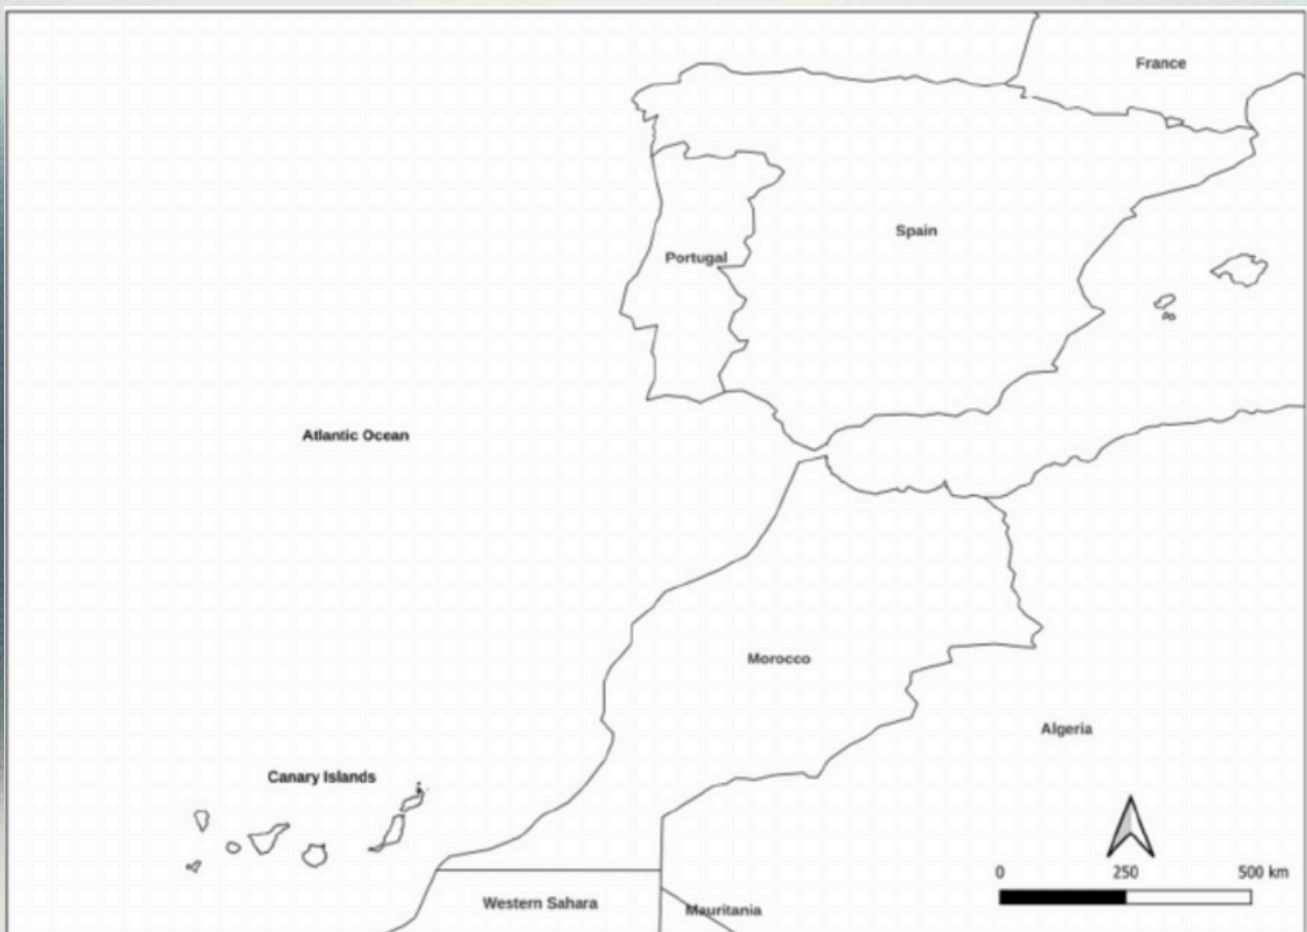 France
Spain
Portugal
Atlantic Ocean
Morocco
Algeria
Canary Islands
0 250 500 km
Western Sahara
Mauritania